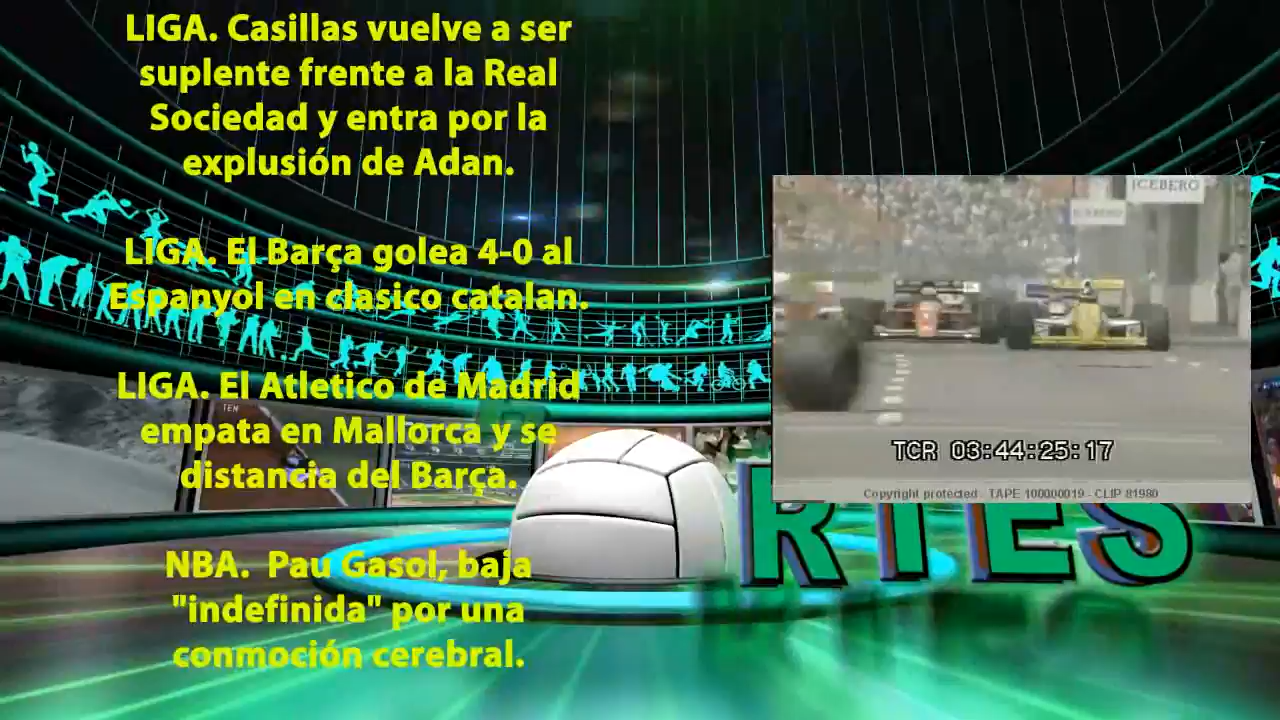 LIGA. Casillas vuelve a ser
suplente frente a la Real
Sociedad y entra por la
explusión de Adan.
LIGA. El Barça golea 4-0 al
Espanyol en clasico catalan.
LIGA. El Atletico de Madrid
empata en Mallorca y se
distancia del Barça.
NBA.  Pau Gasol, baja
"indefinida" por una
conmoción cerebral.
ICEBERG
ICEBERG
TCR 03:44:25:17
Copyright protected - TAPE 100000019 - CLIP 81980
RTES